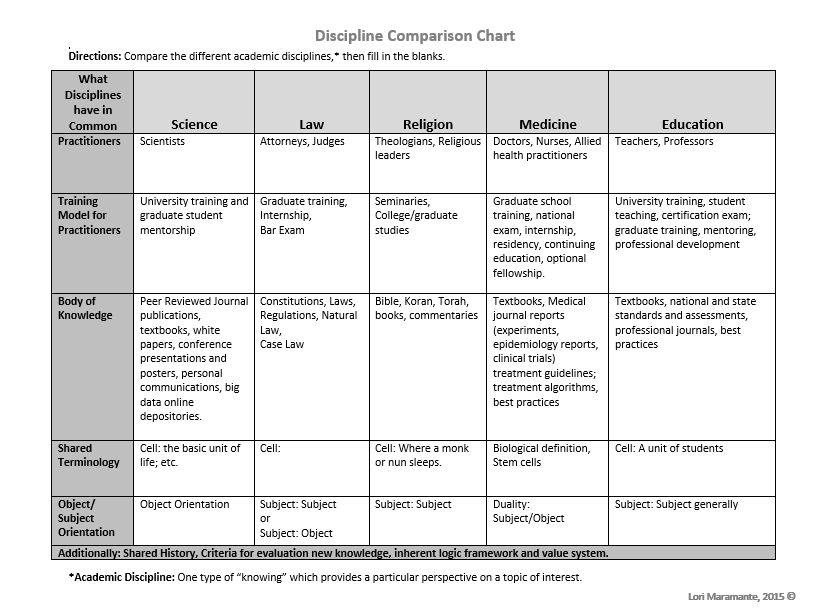 Discipline Comparison Chart
Directions: Compare the different academic disciplines,* then fill in the blanks.
What
Disciplines
have in
Common
Science
Law
Religion
Medicine
Education
Practitioners
Scientists
Attorneys, Judges
Theologians, Religious
leaders
Doctors, Nurses, Allied
health practitioners
Teachers, Professors
Training
Model for
Practitioners
University training and
graduate student
mentorship
Graduate training,
Internship,
Bar Exam
Seminaries,
College/graduate
studies
Graduate school
training, national
exam, internship,
residency, continuing
education, optional
fellowship.
University training, student
teaching, certification exam;
graduate training, mentoring,
professional development
Body of
Knowledge
Peer Reviewed Journal
publications,
textbooks, white
papers, conference
presentations and
posters, personal
communications, big
data online
depositories.
Constitutions, Laws,
Regulations, Natural
Law,
Case Law
Bible, Koran, Torah,
books, commentaries
Textbooks, Medical
journal reports
(experiments,
epidemiology reports,
clinical trials)
treatment guidelines;
treatment algorithms,
best practices
Textbooks, national and state
standards and assessments,
professional journals, best
practices
Shared
Terminology
Cell: the basic unit of
life; etc.
Cell:
Cell: Where a monk
or nun sleeps.
Biological definition,
Stem cells
Cell: A unit of students
Object/
Subject
Orientation
Object Orientation
Subject: Subject
or
Subject: Object
Subject: Subject
Duality:
Subject/Object
Subject: Subject generally
Additionally: Shared History, Criteria for evaluation new knowledge, inherent logic framework and value system.
*Academic Discipline: One type of “knowing” which provides a particular perspective on a topic of interest.
Lori Maramante, 2015 ©